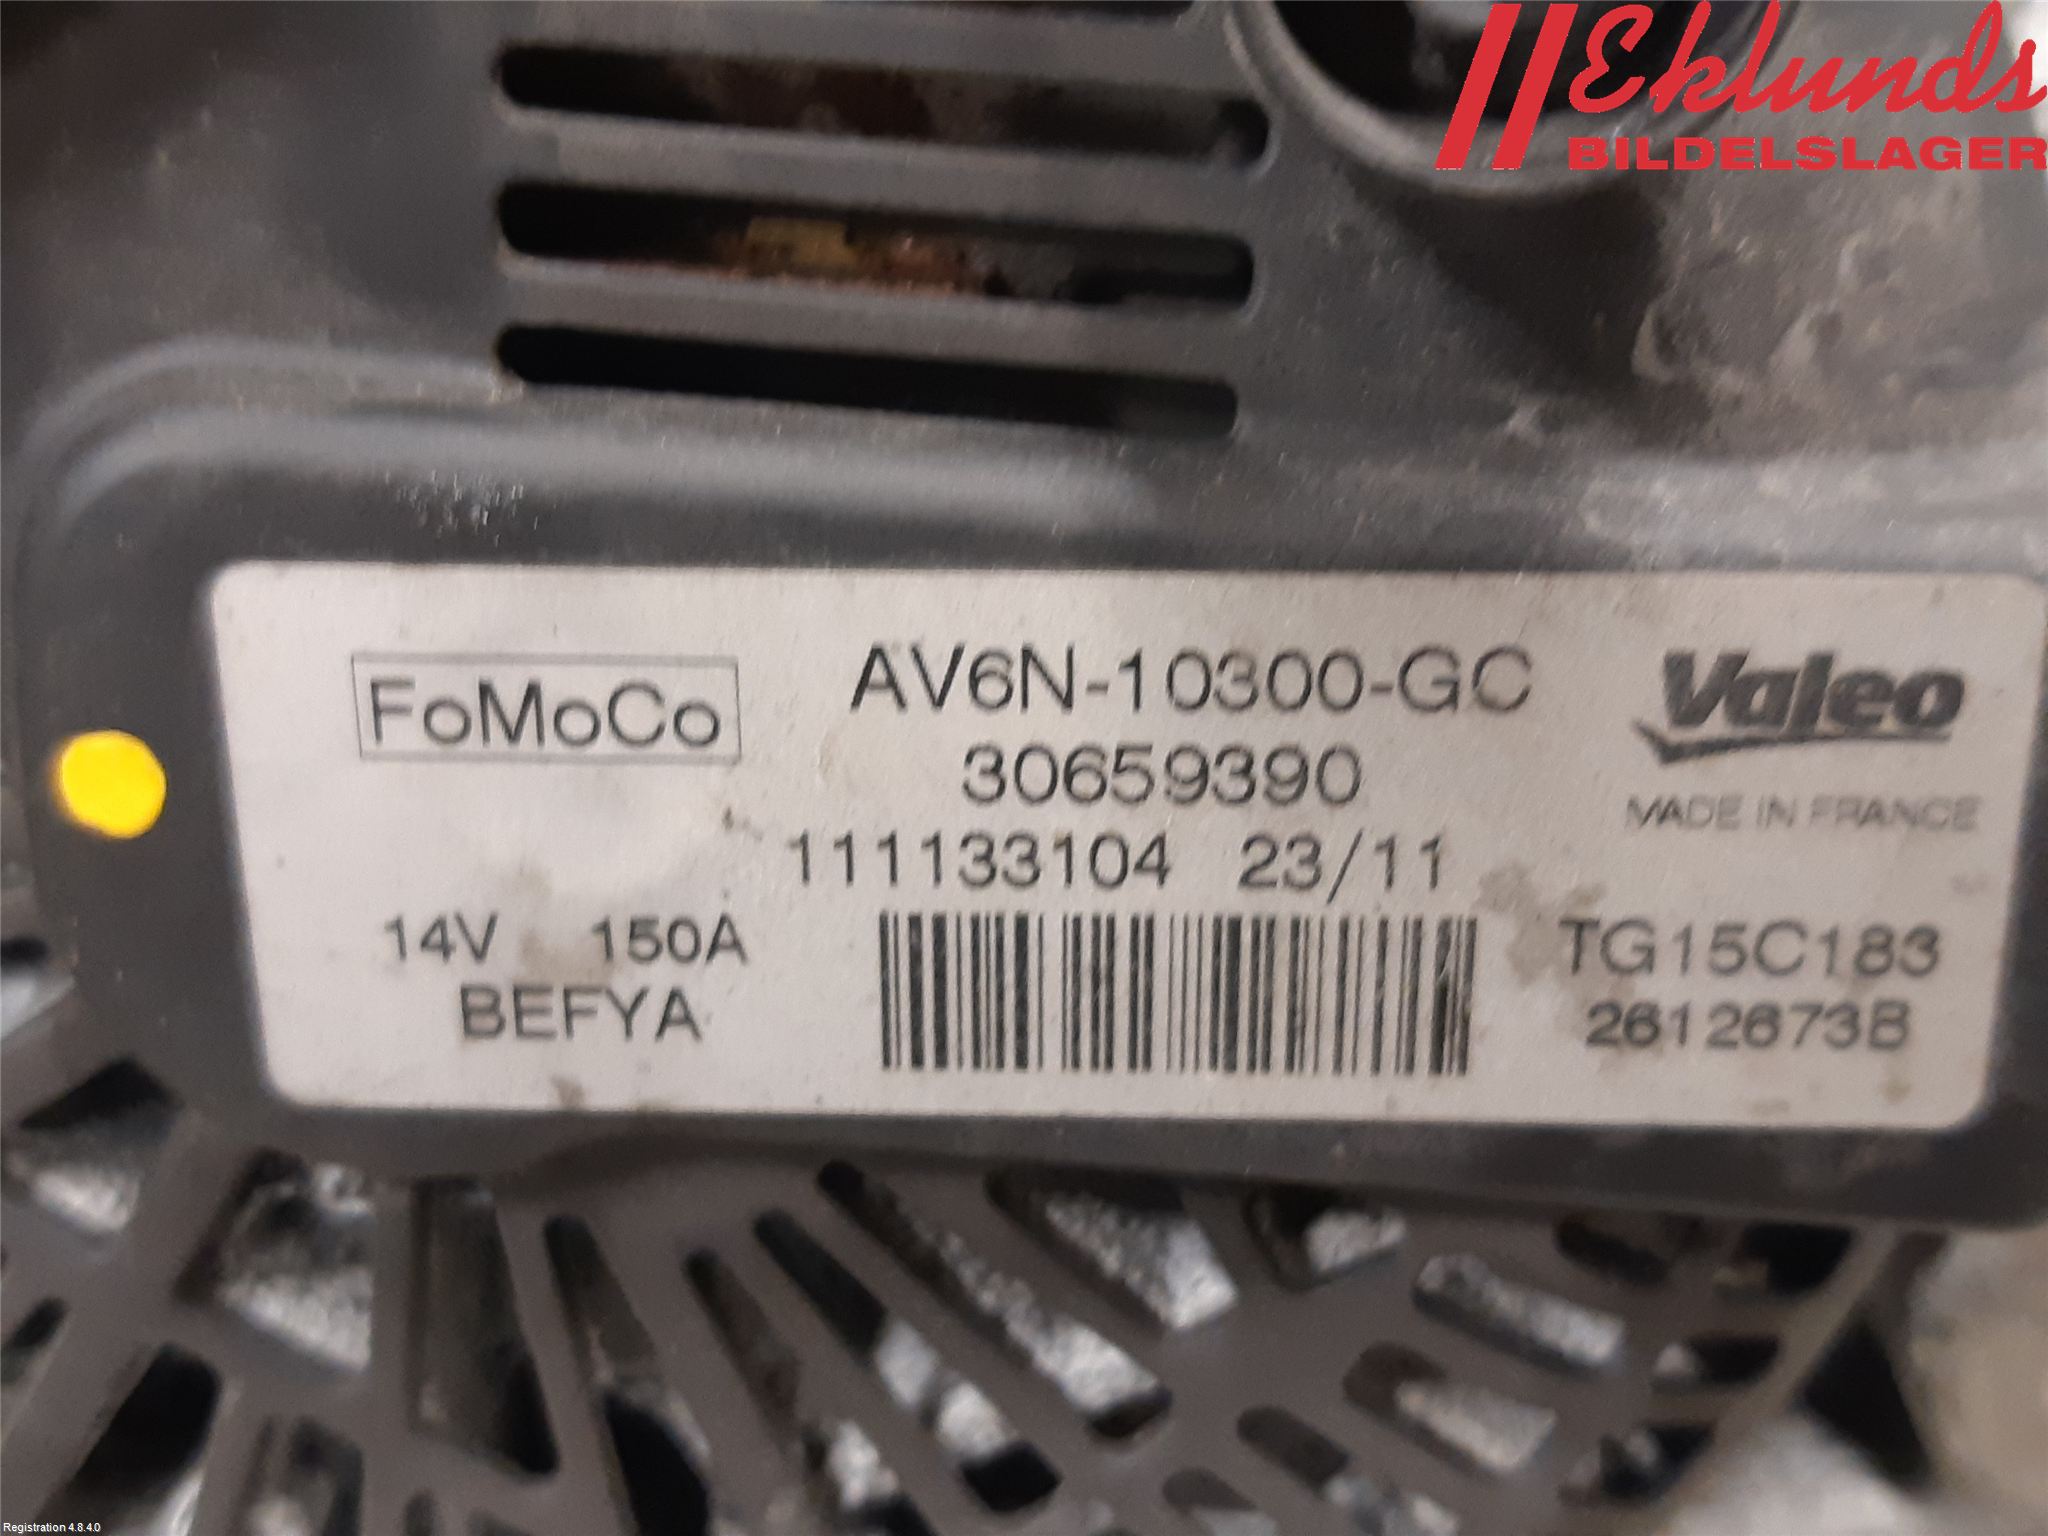 Eklunds
BILDELSLAGER
FoMoCo
AV6N-10300-GC
30659390
111133104 23/11
Valeo
MADE IN FRANCE
14V 150A
BEFYA
TG15C183
2612673B
Registration 4.8.4.0